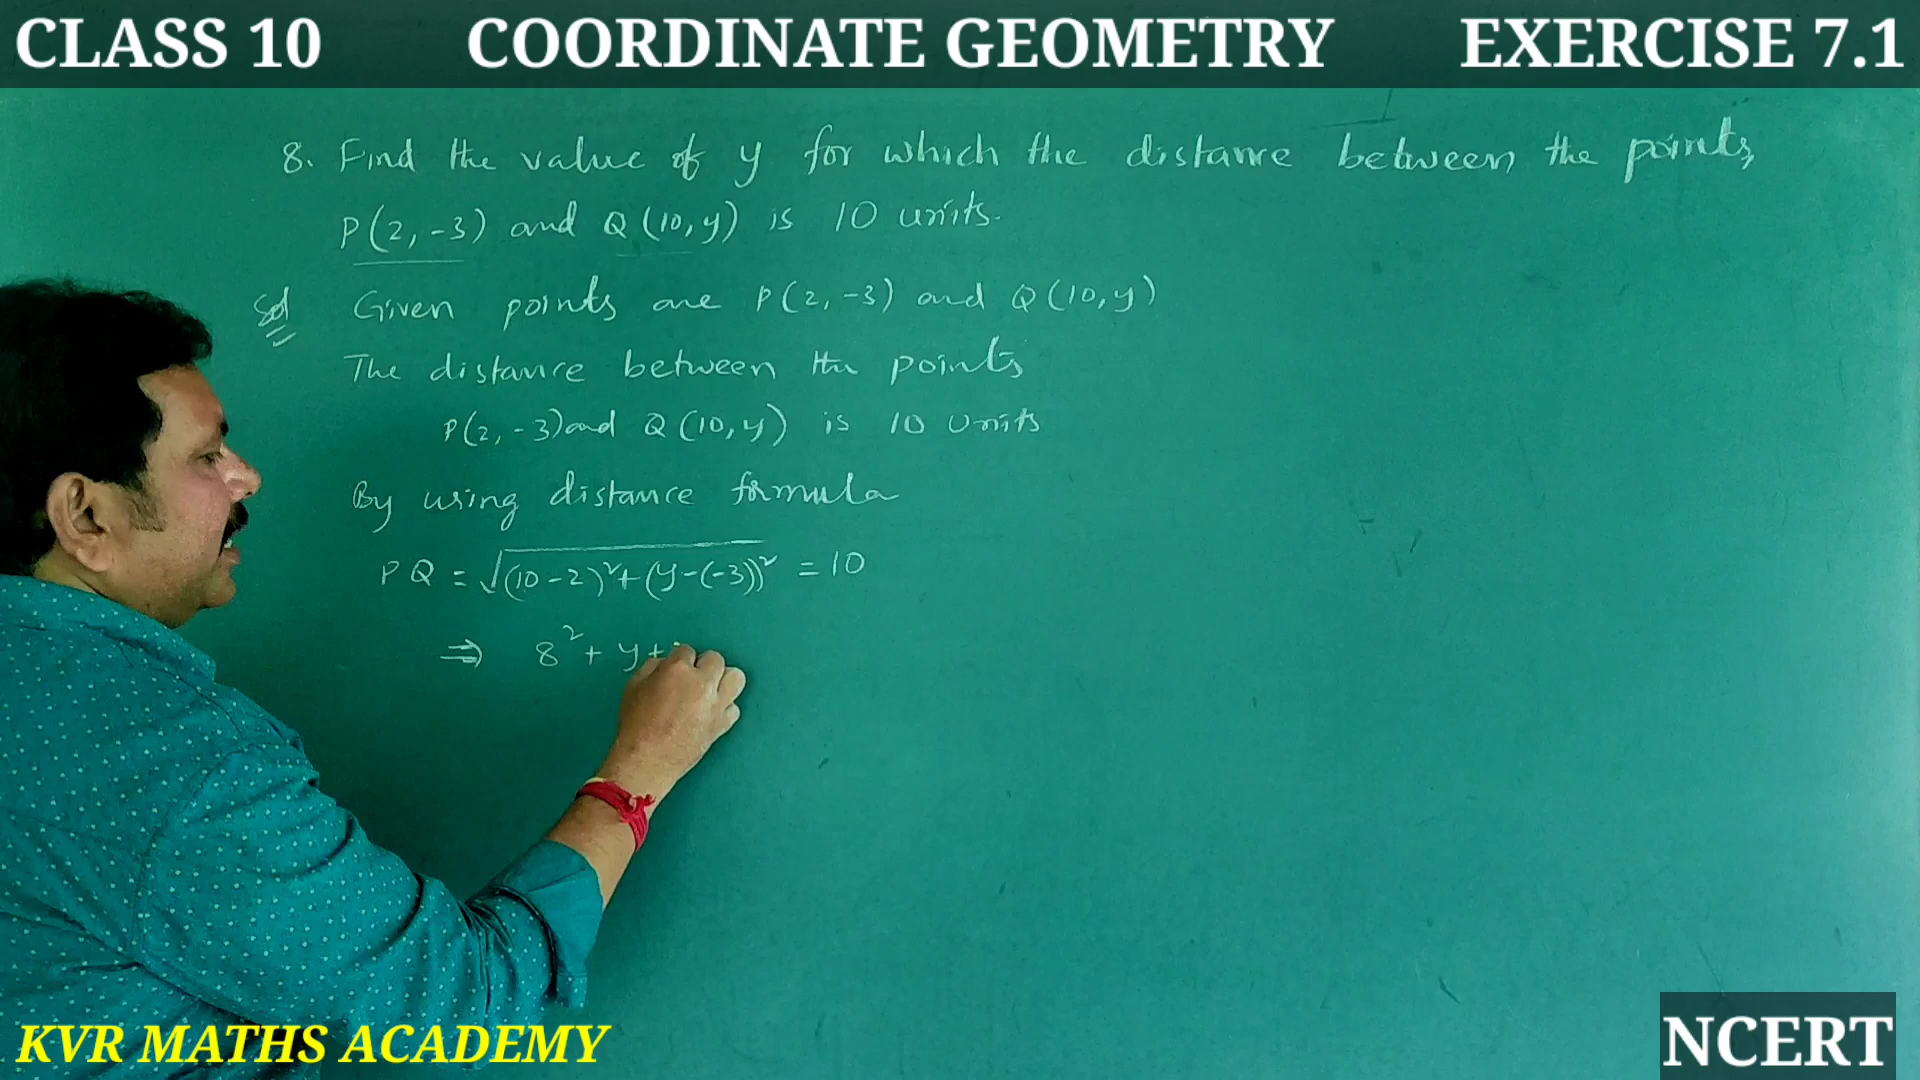 CLASS 10 COORDINATE GEOMETRY EXERCISE 7.1
8. Find the value of y for which the distance between the points
P(2, -3) and Q(10, y) is 10 units.
Sol Given points are P(2, -3) and Q(10, y)
The distance between the points
P(2, -3) and Q(10, y) is 10 units
By using distance formula
PQ = √(10-2)² + (y-(-3))² = 10
⇒ 8² + y +
KVR MATHS ACADEMY
NCERT